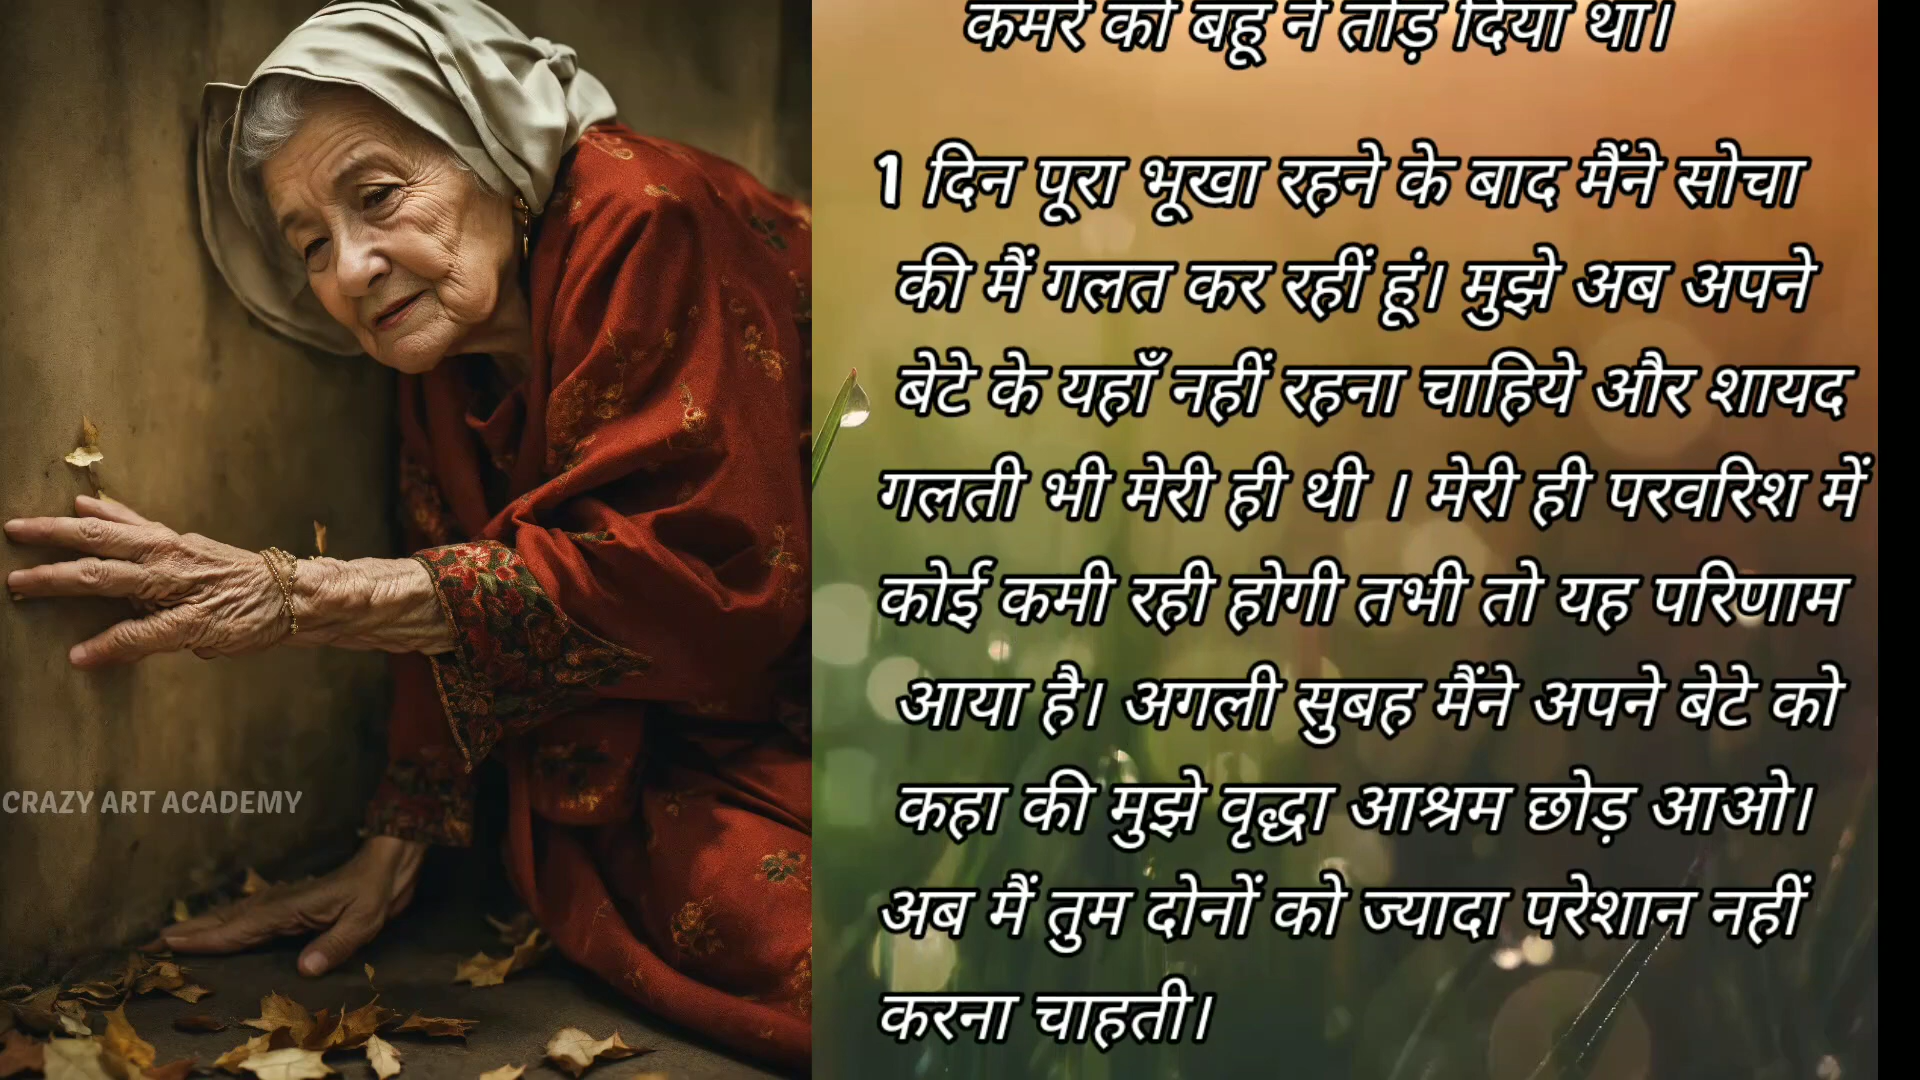 कमरे को बहू ने तोड़ दिया था।
1 दिन पूरा भूखा रहने के बाद मैंने सोचा
की मैं गलत कर रहीं हूं। मुझे अब अपने
बेटे के यहाँ नहीं रहना चाहिये और शायद
गलती भी मेरी ही थी । मेरी ही परवरिश में
कोई कमी रही होगी तभी तो यह परिणाम
आया है। अगली सुबह मैंने अपने बेटे को
कहा की मुझे वृद्धा आश्रम छोड़ आओ।
अब मैं तुम दोनों को ज्यादा परेशान नहीं
करना चाहती।
CRAZY ART ACADEMY